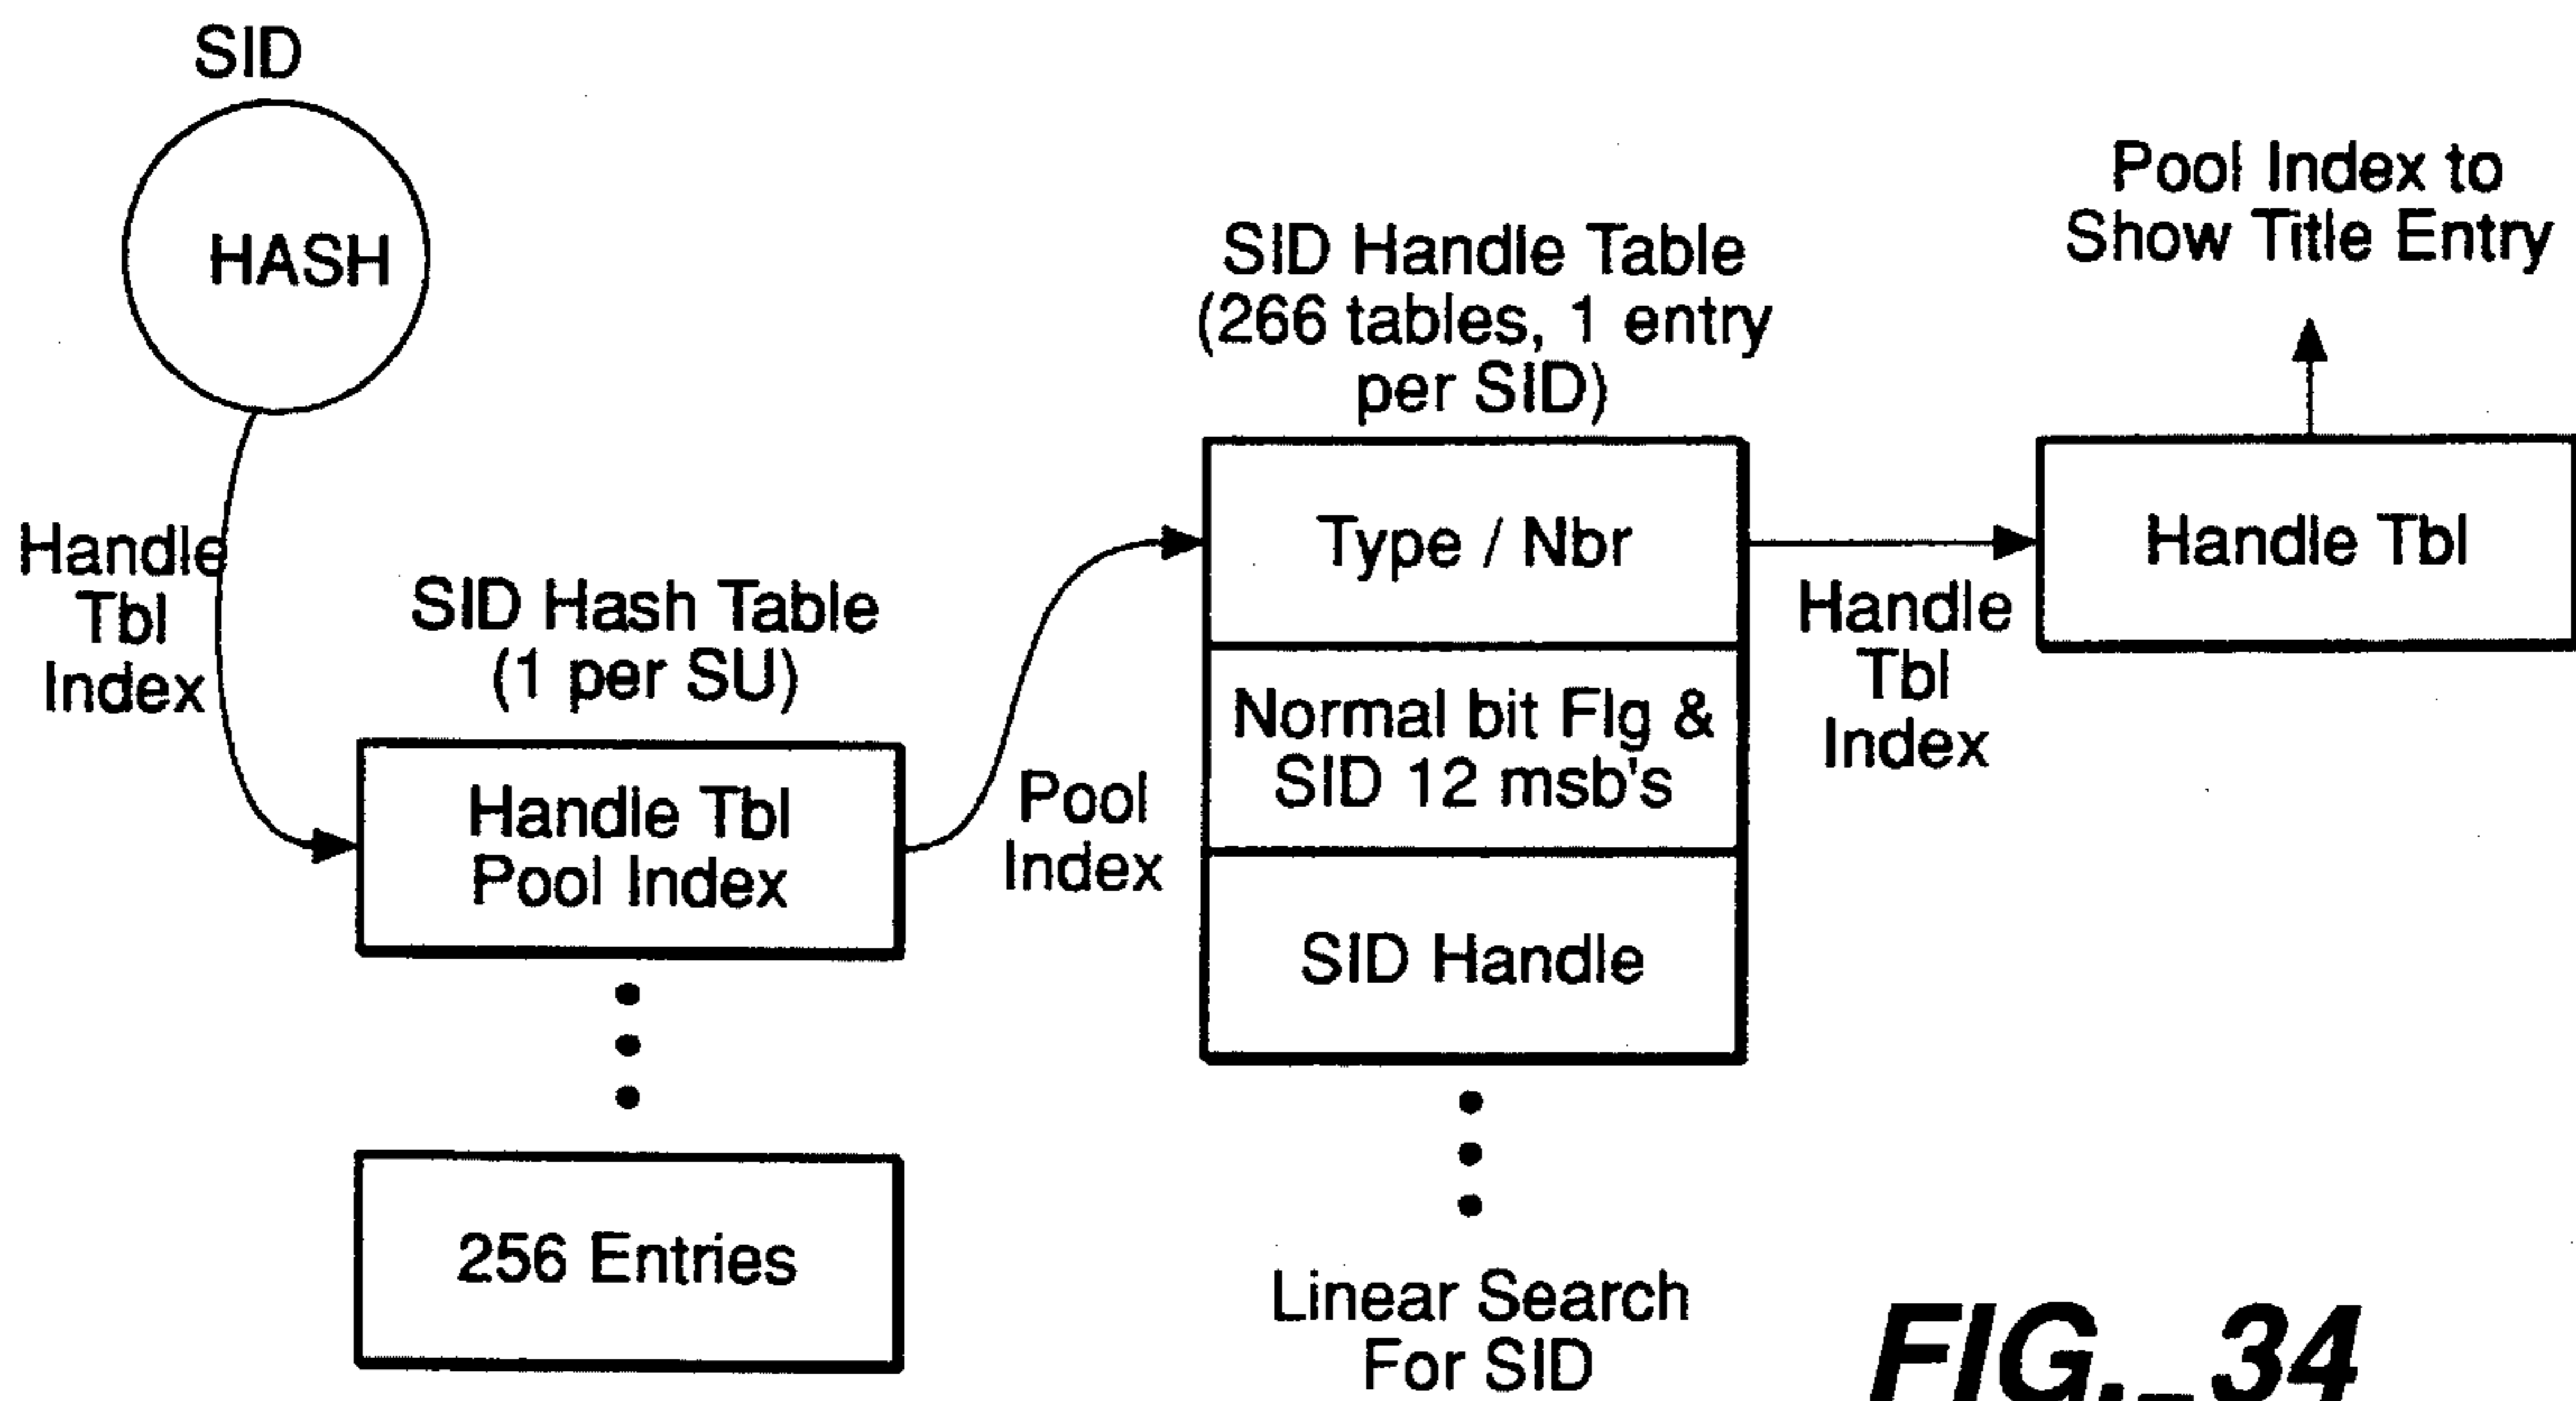 SID
HASH
Handle
Tbl
Index
SID Hash Table
(1 per SU)
Handle Tbl
Pool Index
256 Entries
Pool
Index
SID Handle Table
(266 tables, 1 entry
per SID)
Type / Nbr
Normal bit Flg &
SID 12 msb's
SID Handle
Linear Search
For SID
Handle
Tbl
Index
Pool Index to
Show Title Entry
Handle Tbl
FIG._34